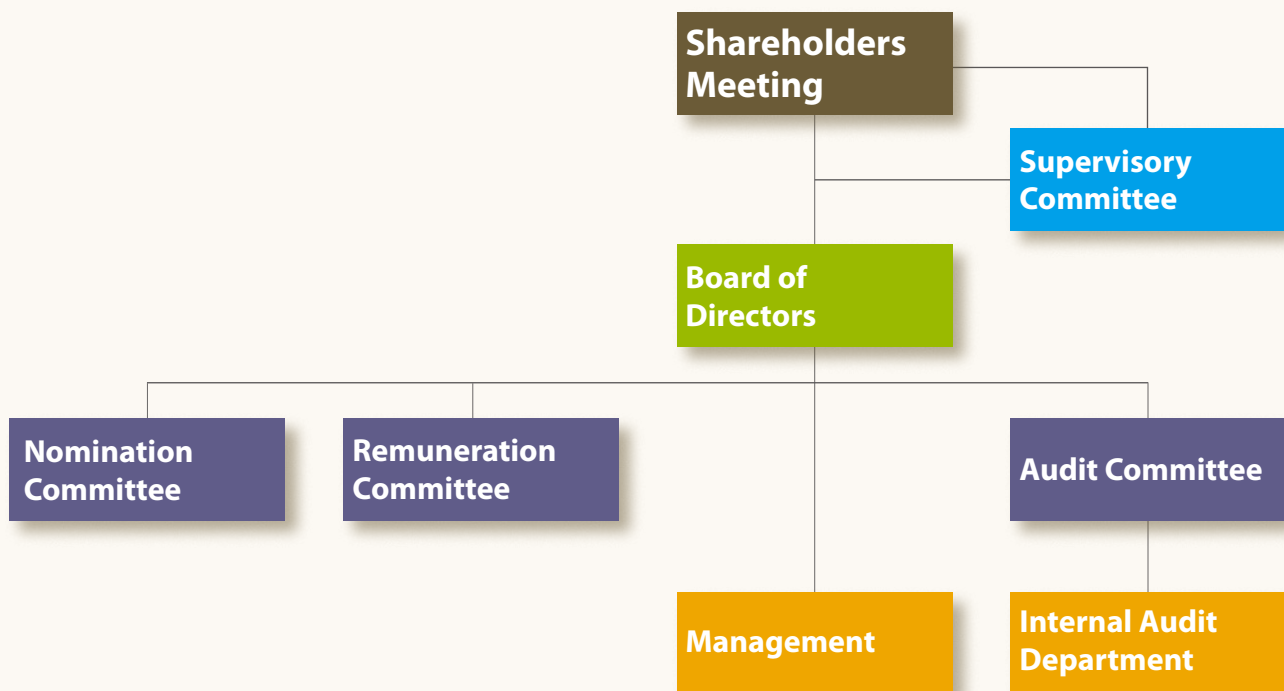 Shareholders
Meeting
Supervisory
Committee
Board of
Directors
Nomination
Committee
Remuneration
Committee
Audit Committee
Management
Internal Audit
Department